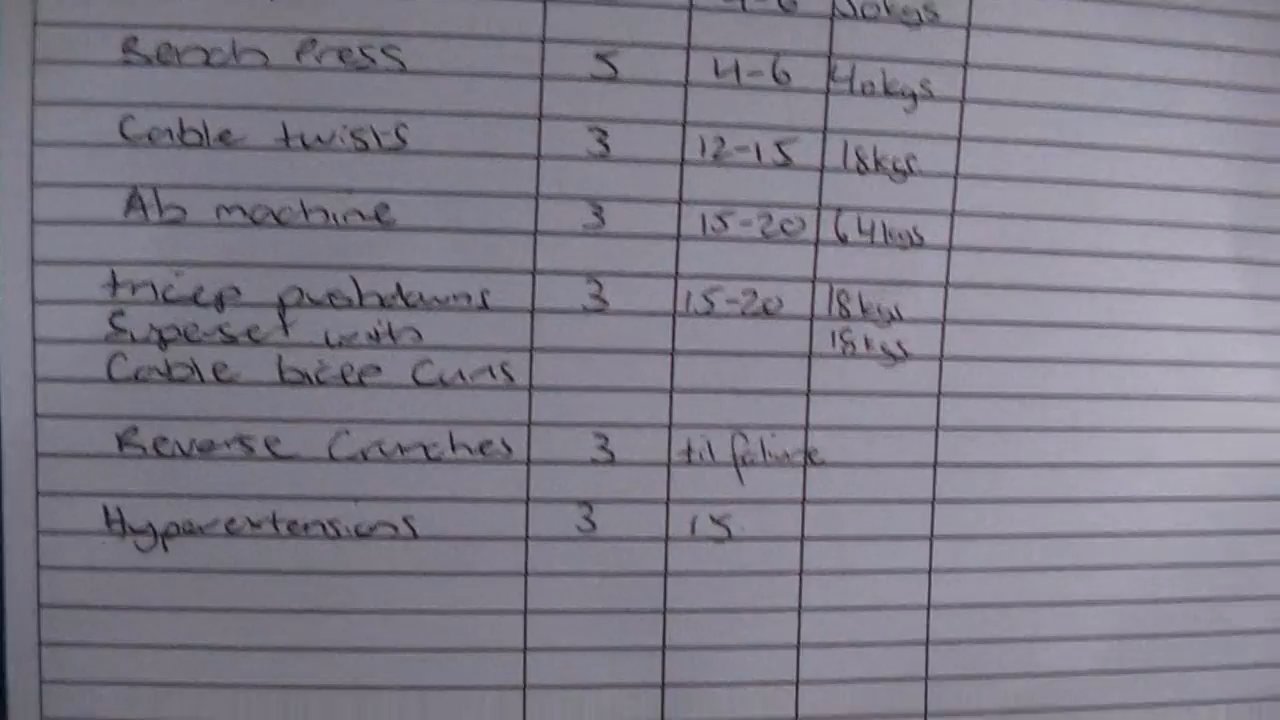 4-6
Bench Press 5 4-6 40kgs
Cable twists 3 12-15 18kgs
Ab machine 3 15-20 64kgs
tricep pushdowns 3 15-20 18kgs
Superset with 18kgs
Cable bicep Curls
Reverse Crunches 3 til failure
Hyperextensions 3 15